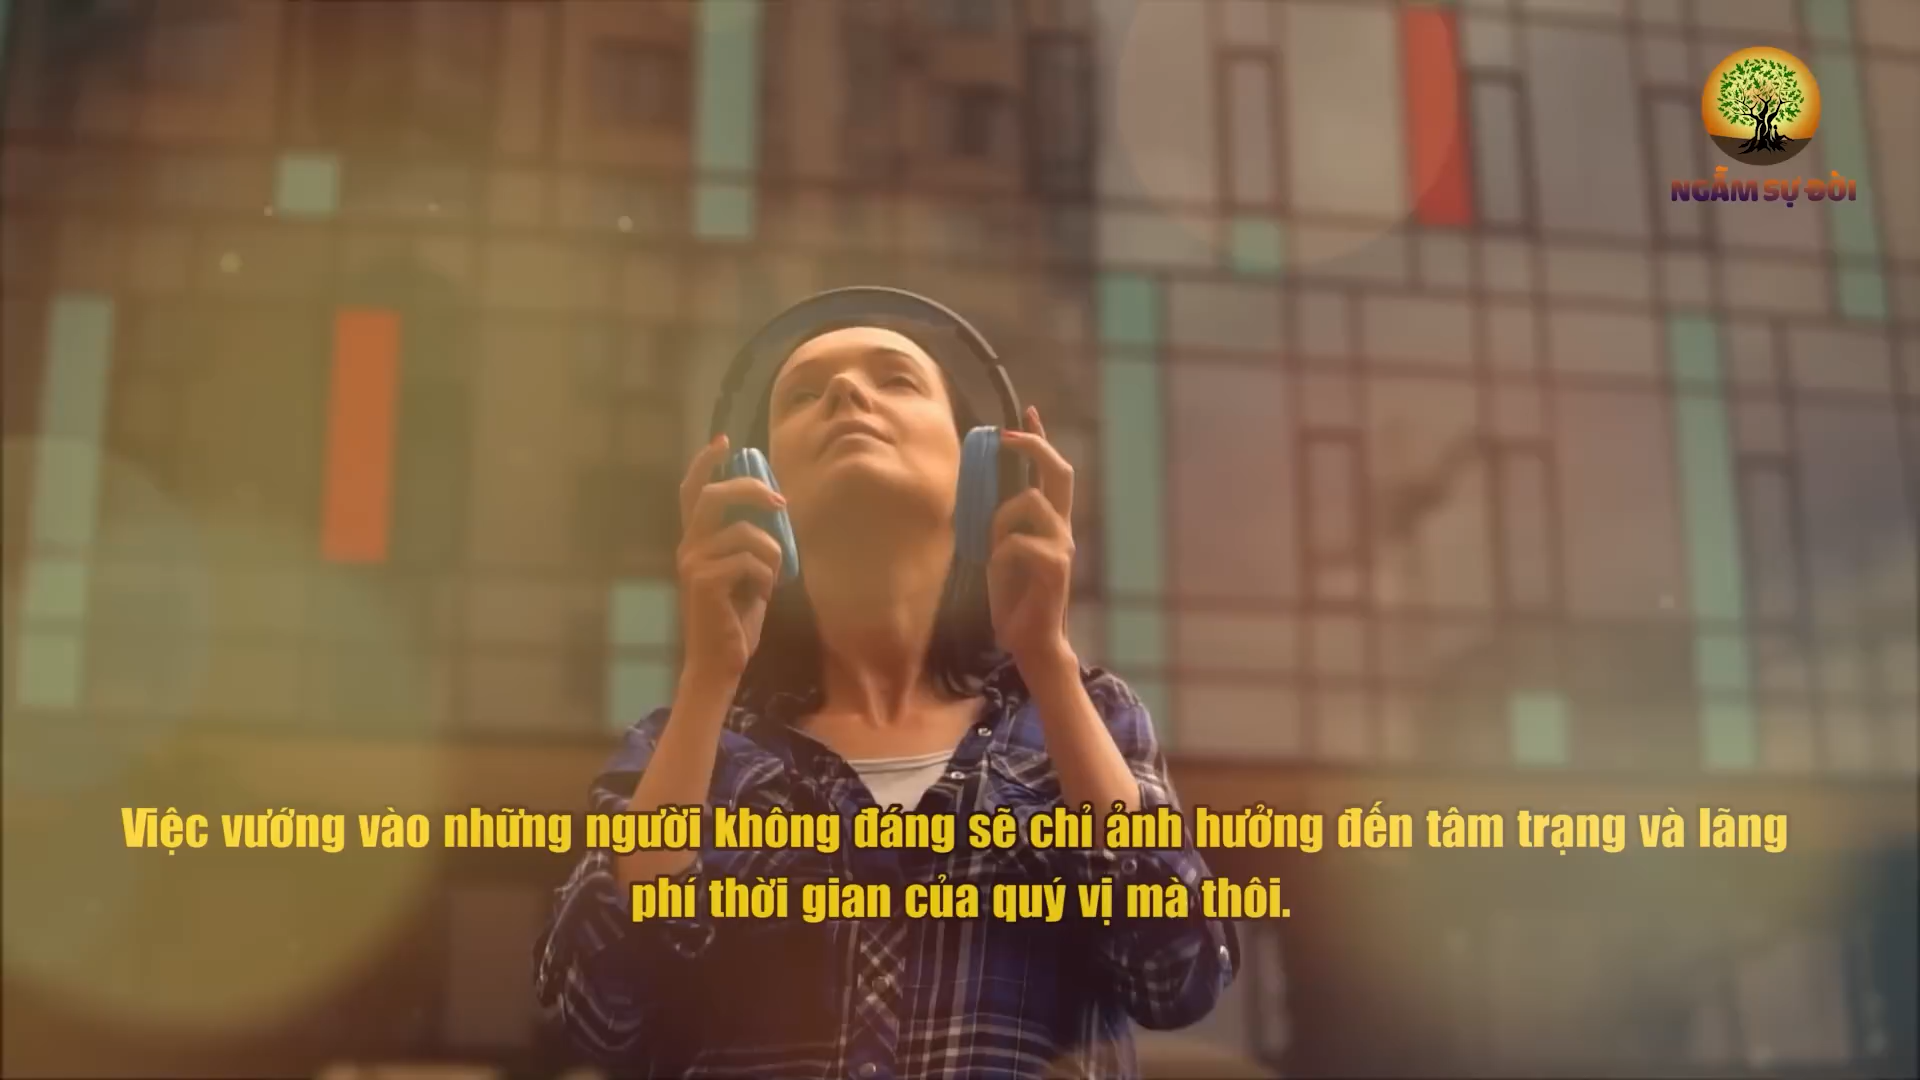 NGẪM SỰ ĐỜI
Việc vướng vào những người không đáng sẽ chỉ ảnh hưởng đến tâm trạng và lãng
phí thời gian của quý vị mà thôi.